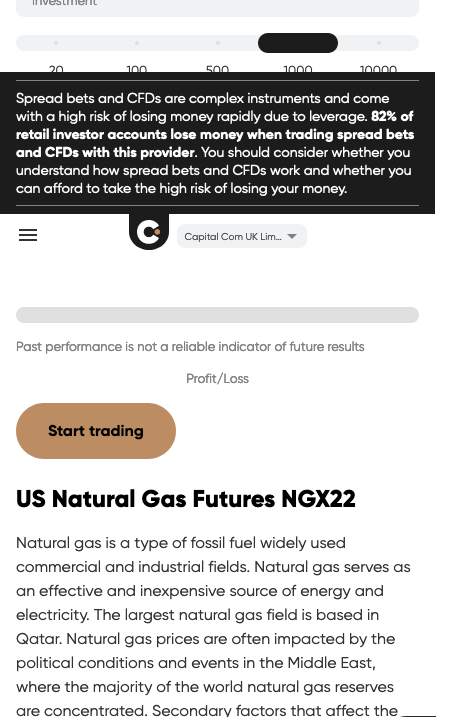 Investment
20 100 500 1000 10000
Spread bets and CFDs are complex instruments and come
with a high risk of losing money rapidly due to leverage. 82% of
retail investor accounts lose money when trading spread bets
and CFDs with this provider. You should consider whether you
understand how spread bets and CFDs work and whether you
can afford to take the high risk of losing your money.
Capital Com UK Lim...
Past performance is not a reliable indicator of future results
Profit/Loss
Start trading
US Natural Gas Futures NGX22
Natural gas is a type of fossil fuel widely used
commercial and industrial fields. Natural gas serves as
an effective and inexpensive source of energy and
electricity. The largest natural gas field is based in
Qatar. Natural gas prices are often impacted by the
political conditions and events in the Middle East,
where the majority of the world natural gas reserves
are concentrated. Secondary factors that affect the